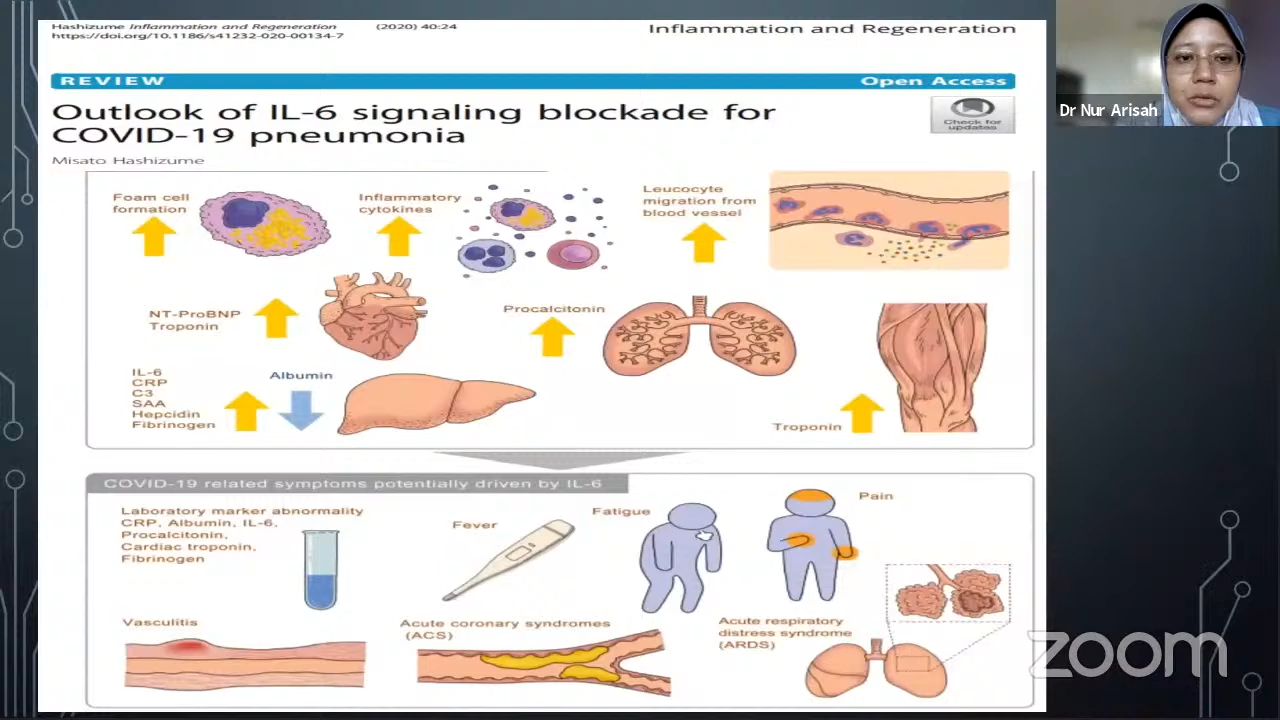 Hashizume Inflammation and Regeneration (2020) 40:24
https://doi.org/10.1186/s41232-020-00134-7
Inflammation and Regeneration
REVIEW
Open Access
Outlook of IL-6 signaling blockade for
COVID-19 pneumonia
Check for
updates
Misato Hashizume
Dr Nur Arisah
Foam cell
formation
Inflammatory
cytokines
Leucocyte
migration from
blood vessel
NT-ProBNP
Troponin
Procalcitonin
IL-6
CRP
C3
SAA
Hepcidin
Fibrinogen
Albumin
Troponin
COVID-19 related symptoms potentially driven by IL-6
Laboratory marker abnormality
CRP, Albumin, IL-6,
Procalcitonin,
Cardiac troponin,
Fibrinogen
Fever
Fatigue
Pain
Vasculitis
Acute coronary syndromes
(ACS)
Acute respiratory
distress syndrome
(ARDS)
zoom